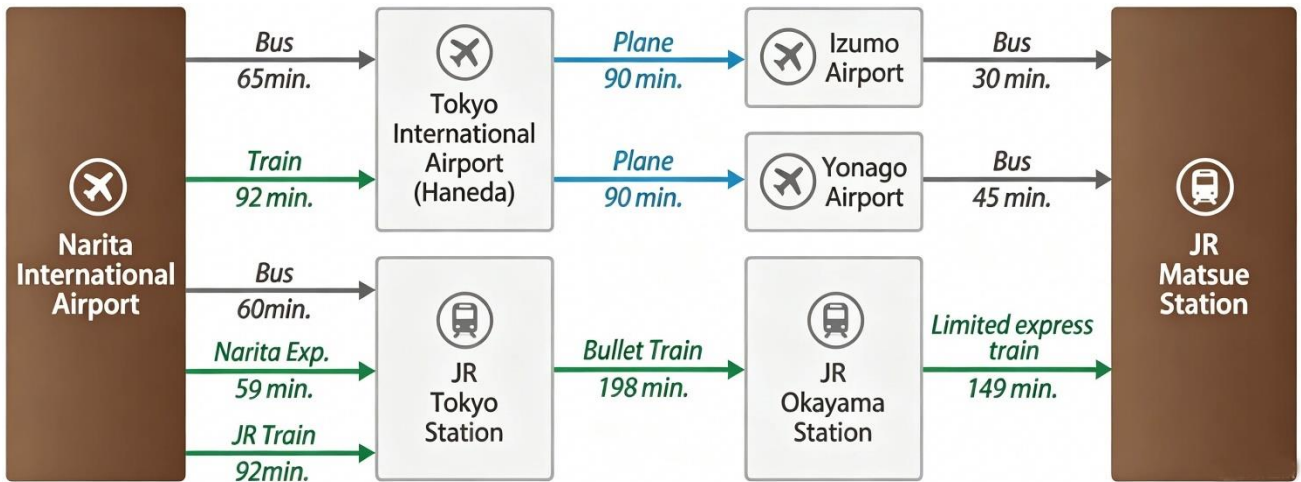 Narita
International
Airport
Bus
65min.
Train
92 min.
Bus
60min.
Narita Exp.
59 min.
JR Train
92min.
Tokyo
International
Airport
(Haneda)
JR
Tokyo
Station
Plane
90 min.
Plane
90 min.
Bullet Train
198 min.
Izumo
Airport
Yonago
Airport
JR
Okayama
Station
Bus
30 min.
Bus
45 min.
Limited express
train
149 min.
JR
Matsue
Station